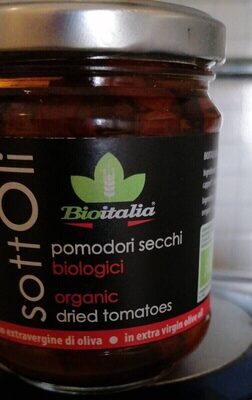 sottOli
Bioitalia
pomodori secchi
biologici
organic
dried tomatoes
extravergine di oliva
in extra virgin olive oil